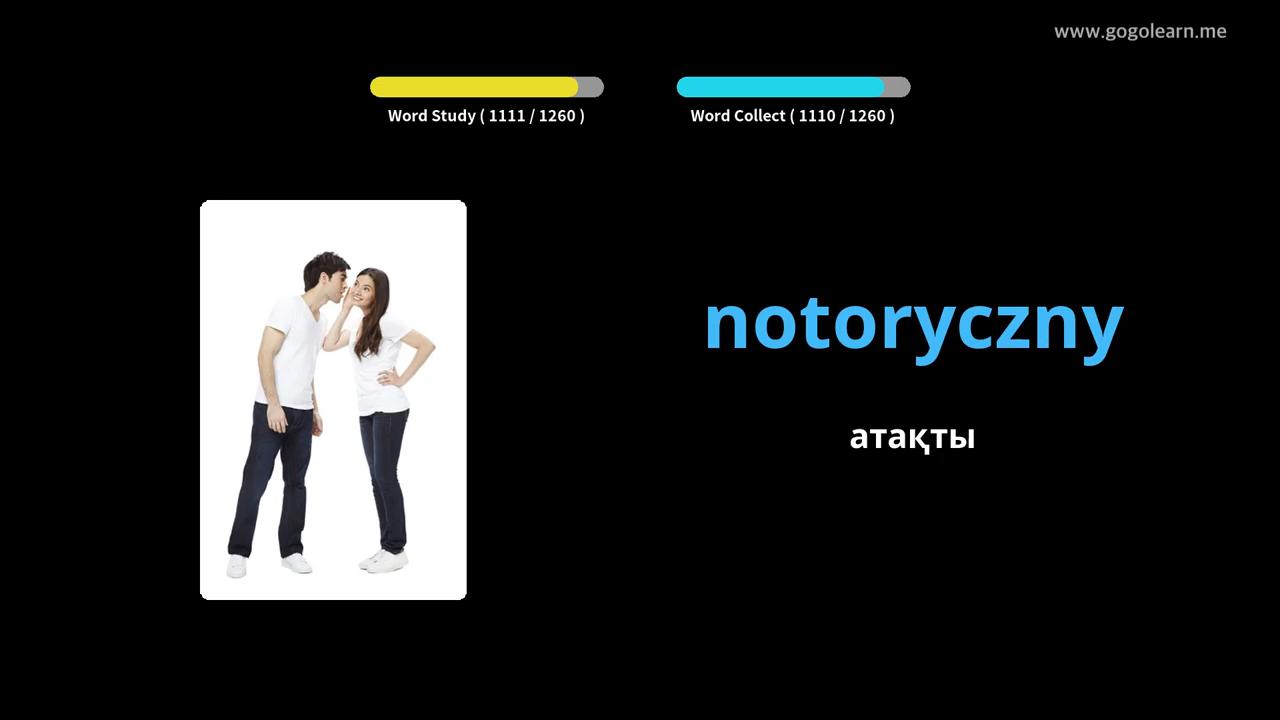 www.gogolearn.me
Word Study ( 1111 / 1260 )
Word Collect ( 1110 / 1260 )
notoryczny
атақты